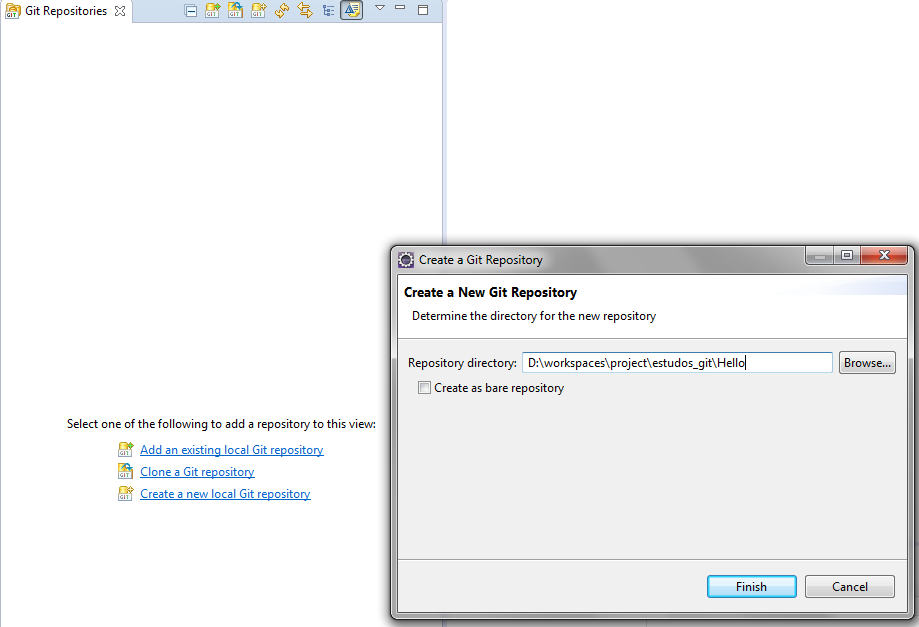 Git Repositories
Create a Git Repository
Create a New Git Repository
Determine the directory for the new repository
Repository directory: D:\workspaces\project\estudos_git\Hello Browse...
Create as bare repository
Select one of the following to add a repository to this view:
Add an existing local Git repository
Clone a Git repository
Create a new local Git repository
Finish Cancel